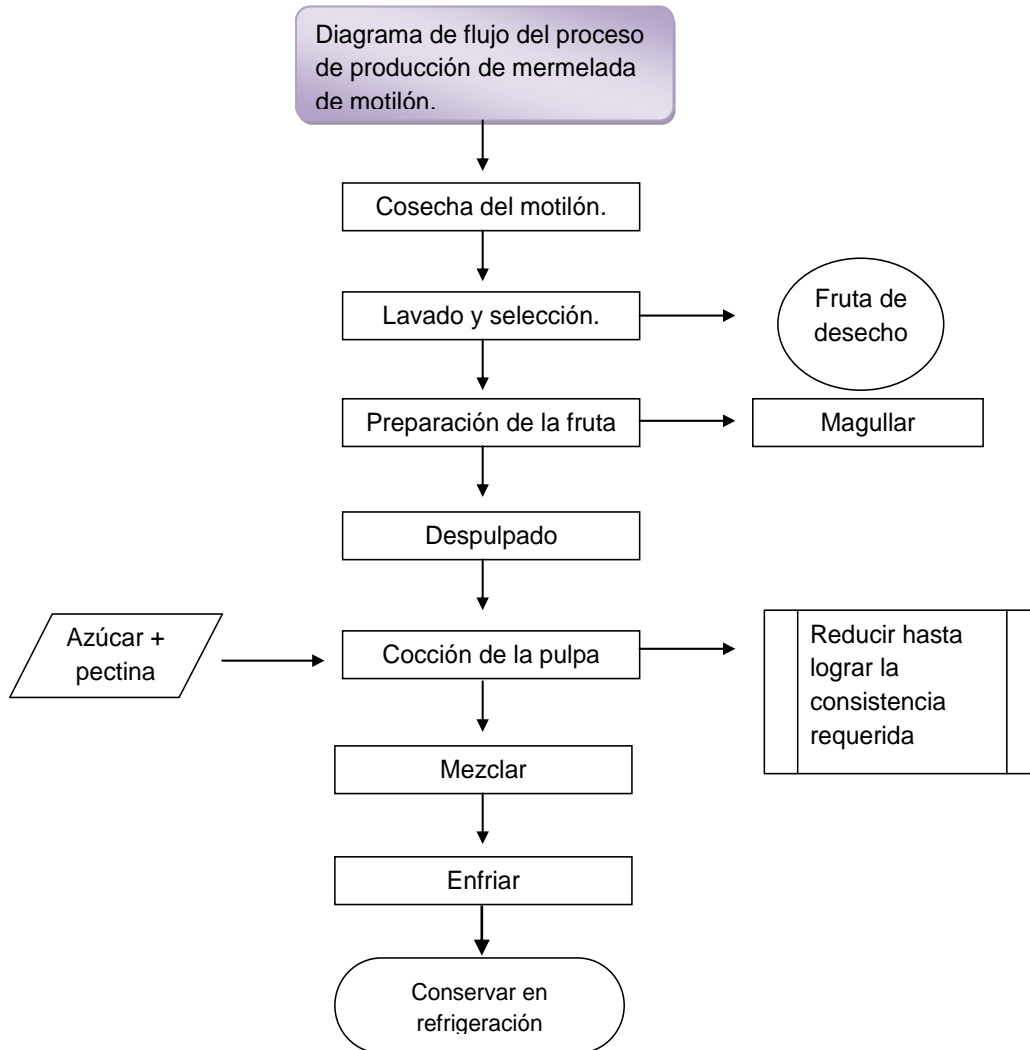 Diagrama de flujo del proceso
de producción de mermelada
de motilón.
Cosecha del motilón.
Lavado y selección.
Fruta de
desecho
Preparación de la fruta
Magullar
Despulpado
Azúcar +
pectina
Cocción de la pulpa
Reducir hasta
lograr la
consistencia
requerida
Mezclar
Enfriar
Conservar en
refrigeración